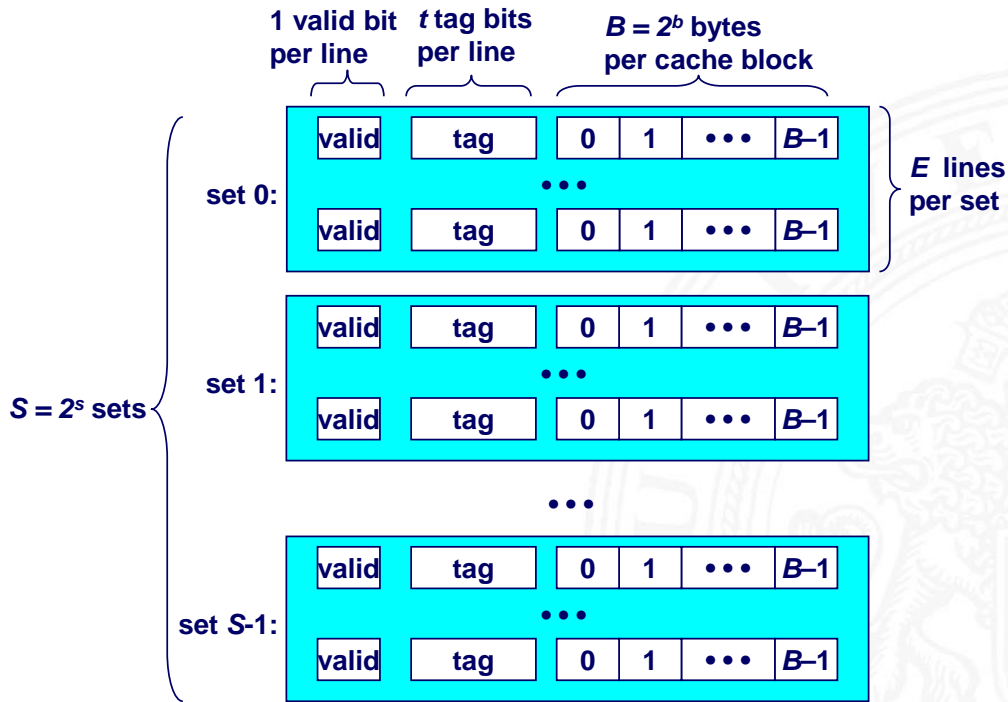 1 valid bit
per line
t tag bits
per line
B = 2^b bytes
per cache block
valid tag 0 1 ••• B–1
•••
set 0:
valid tag 0 1 ••• B–1
E lines
per set
valid tag 0 1 ••• B–1
set 1: •••
valid tag 0 1 ••• B–1
S = 2^s sets
•••
valid tag 0 1 ••• B–1
•••
set S-1:
valid tag 0 1 ••• B–1